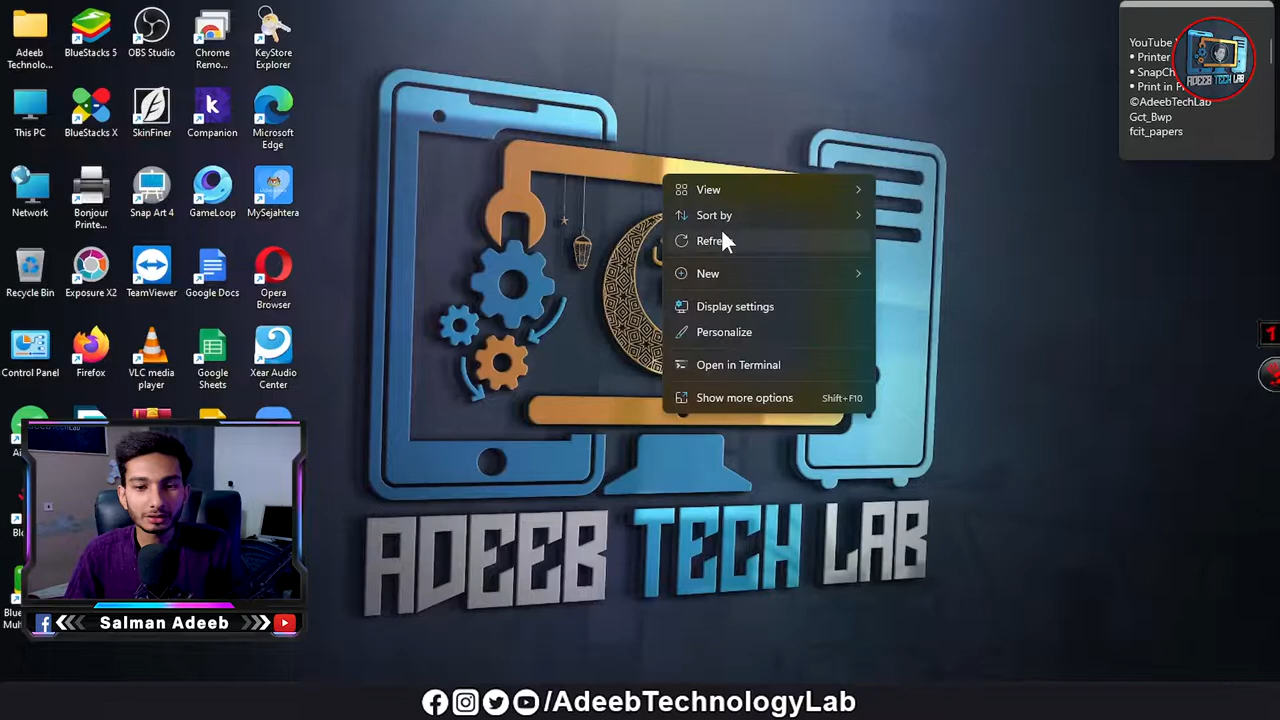 Adeeb
Technolo...
BlueStacks 5
OBS Studio
Chrome
Remo...
KeyStore
Explorer
This PC
BlueStacks X
SkinFiner
Companion
Microsoft
Edge
Network
Bonjour
Printe...
Snap Art 4
GameLoop
MySejahtera
Recycle Bin
Exposure X2
TeamViewer
Google Docs
Opera
Browser
Control Panel
Firefox
VLC media
player
Google
Sheets
Xear Audio
Center
View
Sort by
Refre
New
Display settings
Personalize
Open in Terminal
Show more options Shift+F10
YouTube
• Printer
• SnapCh
• Print in P
©AdeebTechLab
Gct_Bwp
fcit_papers
ADEEB TECH LAB
ADEEB TECH LAB
Salman Adeeb
/AdeebTechnologyLab